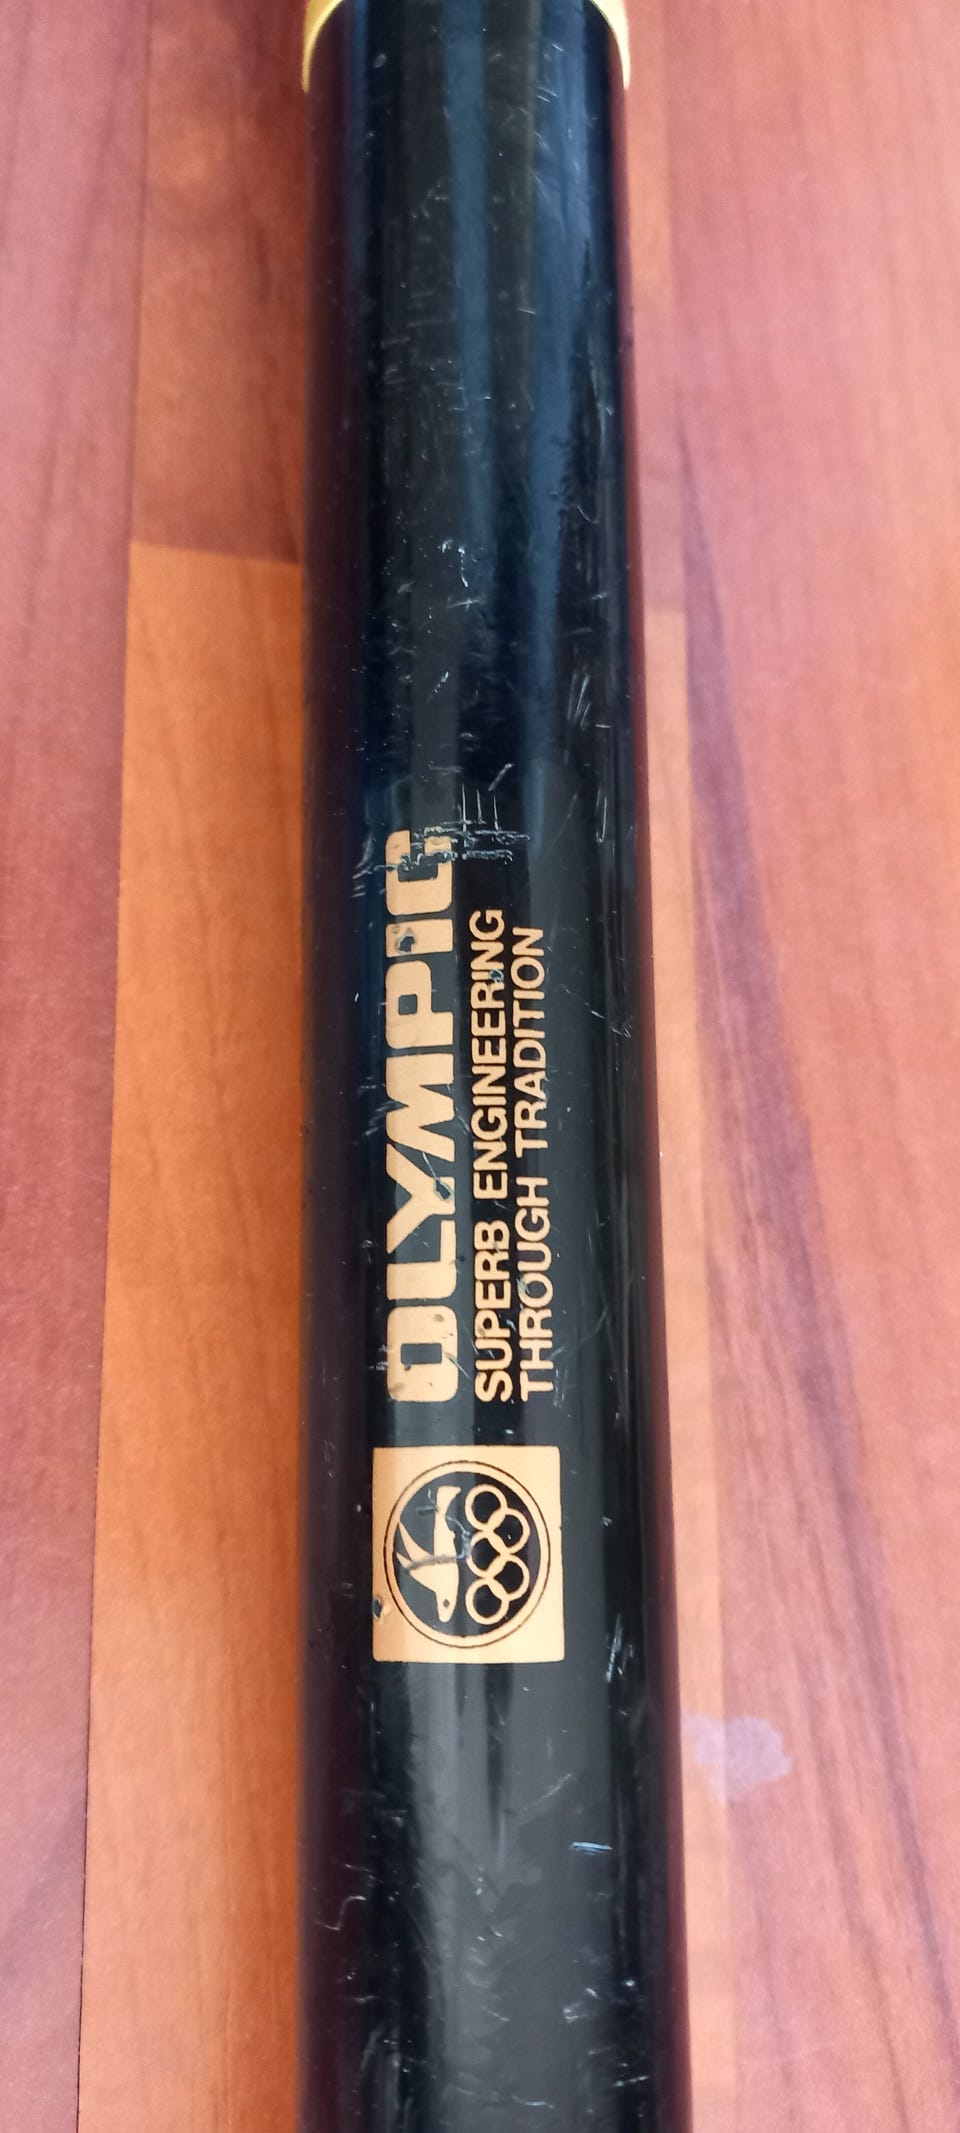 OLYMPIC
SUPERB ENGINEERING
THROUGH TRADITION